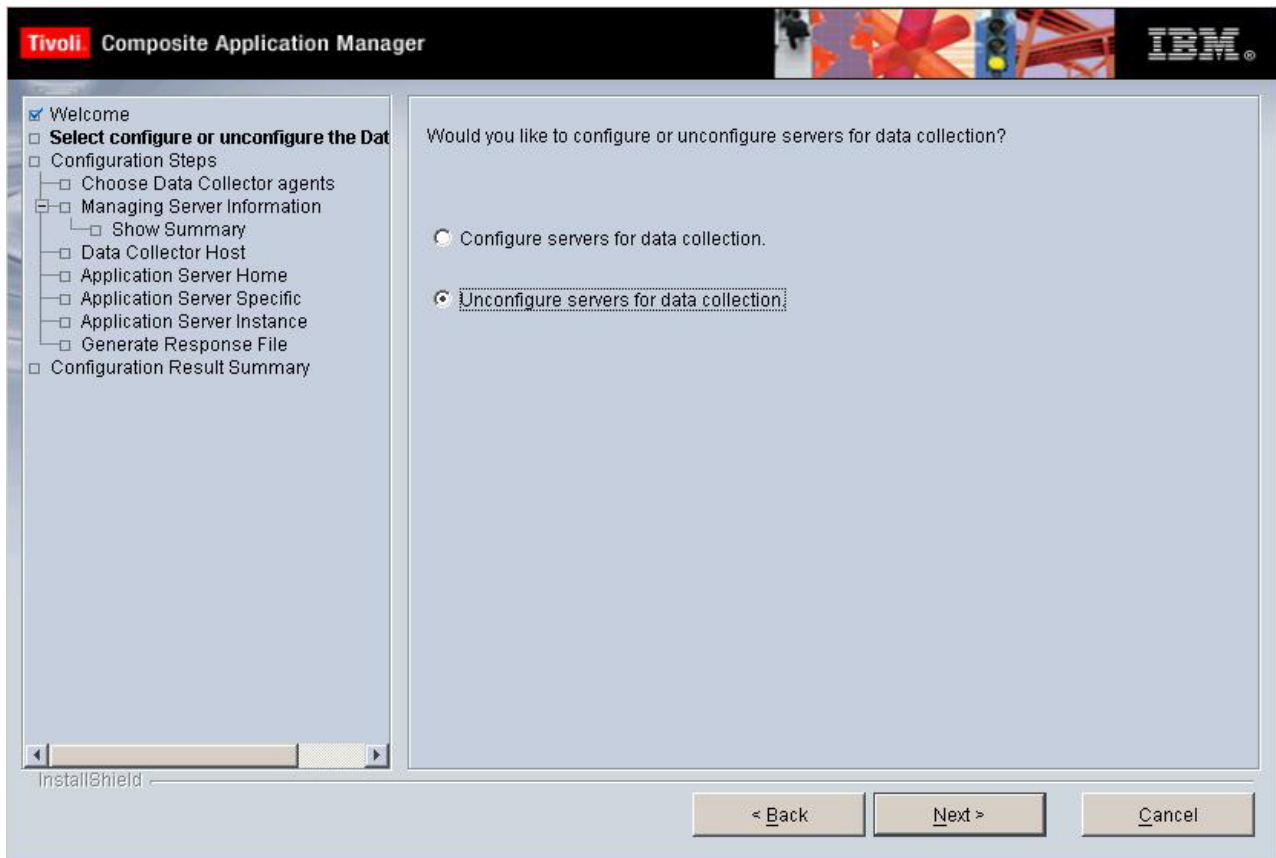 Tivoli. Composite Application Manager
IBM®
Welcome
Select configure or unconfigure the Dat
Configuration Steps
Choose Data Collector agents
Managing Server Information
Show Summary
Data Collector Host
Application Server Home
Application Server Specific
Application Server Instance
Generate Response File
Configuration Result Summary
Would you like to configure or unconfigure servers for data collection?
Configure servers for data collection.
Unconfigure servers for data collection.
InstallShield
< Back
Next >
Cancel